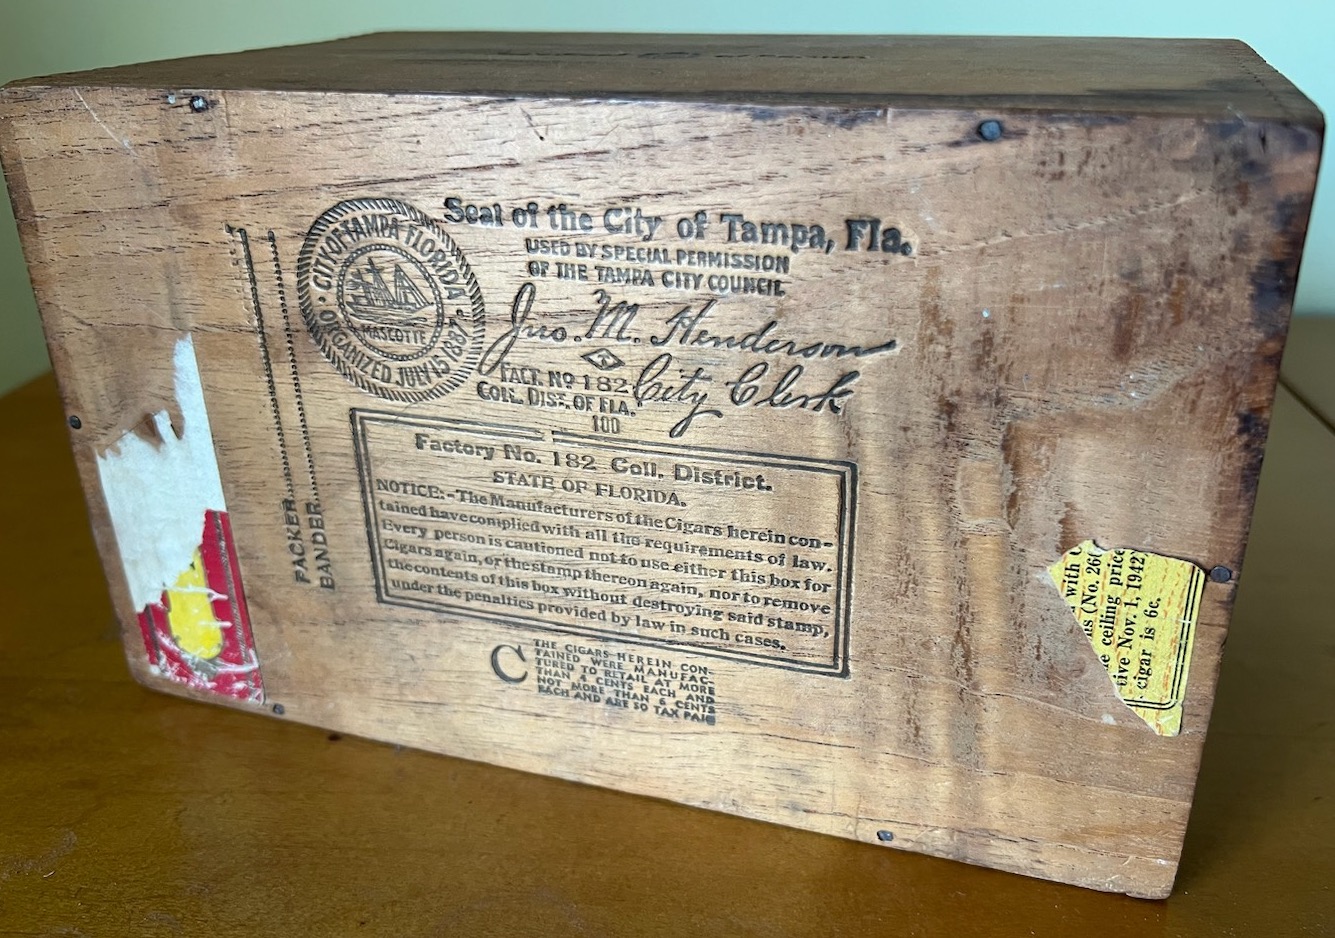 Seal of the City of Tampa, Fla.
USED BY SPECIAL PERMISSION
OF THE TAMPA CITY COUNCIL
CITY OF TAMPA FLORIDA
MASCOTTE
ORGANIZED JULY 15 1887
Jno. M. Henderson
City Clerk
FACT. No 182
COLL. DIST. OF FLA.
100
PACKER
BANDER
Factory No. 182 Coll. District.
STATE OF FLORIDA.
NOTICE:-The Manufacturers of the Cigars herein con-
tained have complied with all the requirements of law.
Every person is cautioned not to use either this box for
Cigars again, or the stamp thereon again, nor to remove
the contents of this box without destroying said stamp,
under the penalties provided by law in such cases.
C
THE CIGARS HEREIN CON-
TAINED WERE MANUFAC-
TURED TO RETAIL AT MORE
THAN 4 CENTS EACH AND
NOT MORE THAN 6 CENTS
EACH AND ARE SO TAX PAID
with
(No. 26
ceiling price
tive Nov. 1, 1942
cigar is 6c.